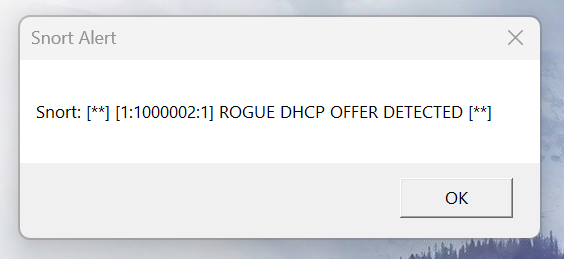 Snort Alert
Snort: [**] [1:1000002:1] ROGUE DHCP OFFER DETECTED [**]
OK